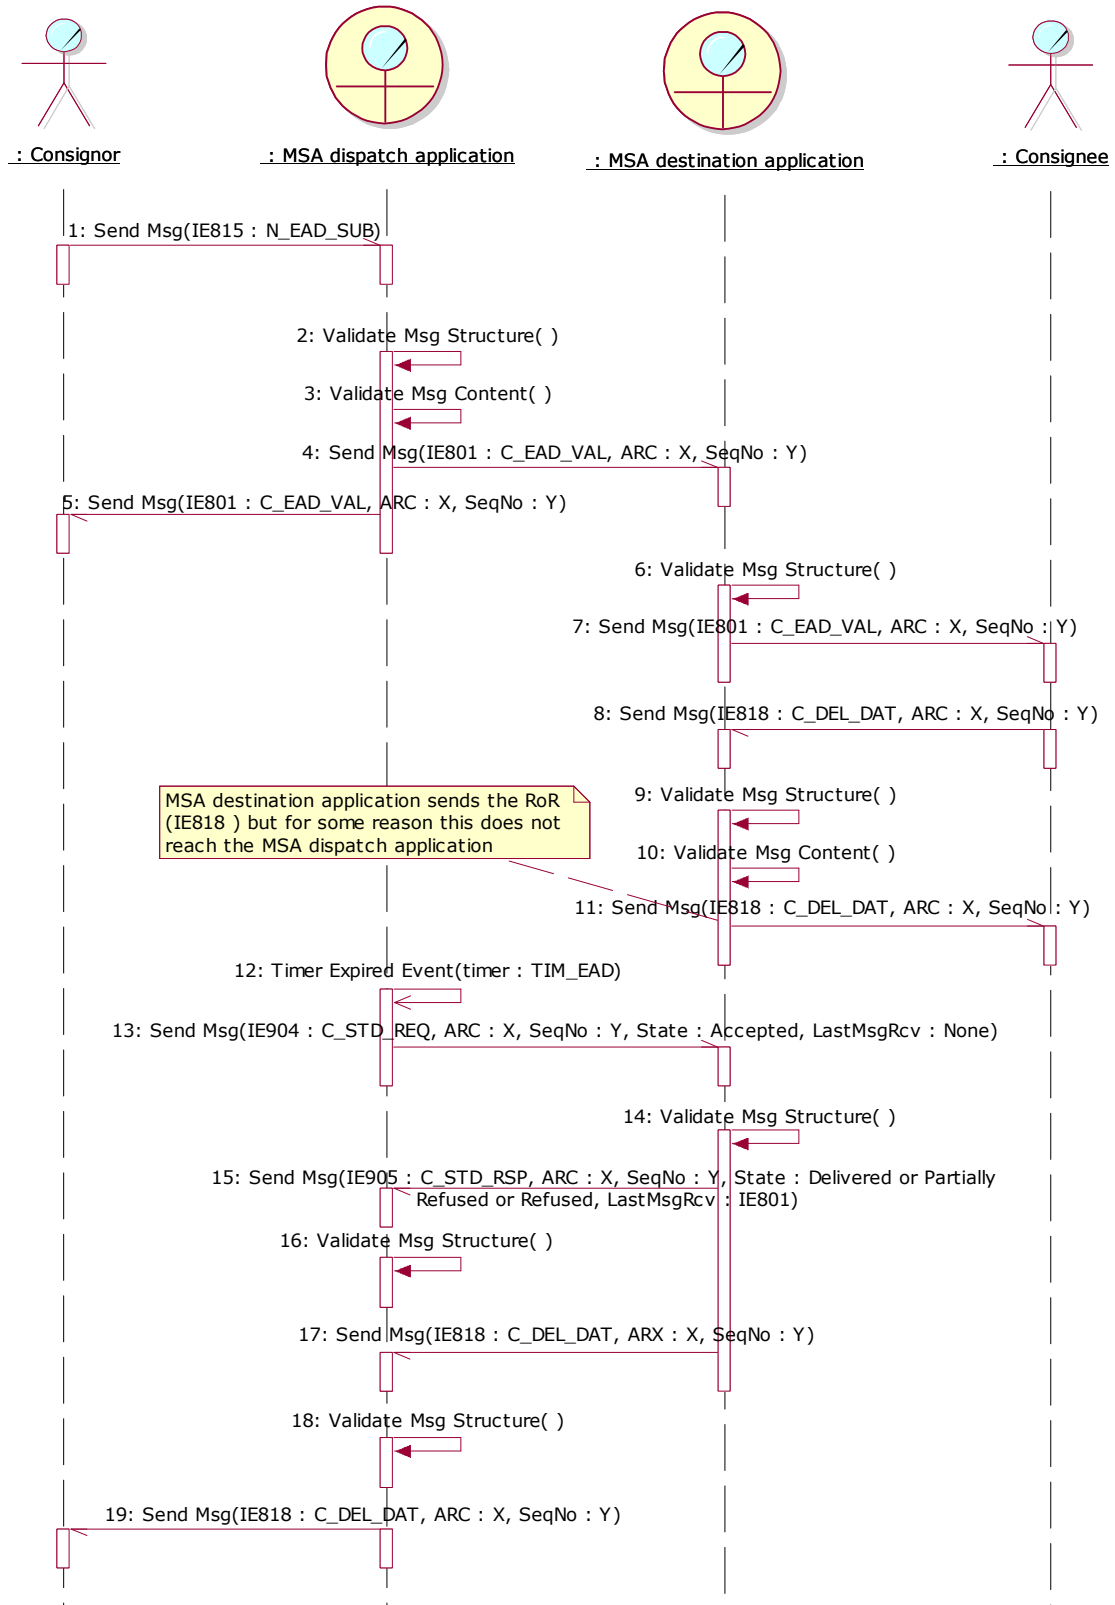 : Consignor
: MSA dispatch application
: MSA destination application
: Consignee
1: Send Msg(IE815 : N_EAD_SUB)
2: Validate Msg Structure( )
3: Validate Msg Content( )
4: Send Msg(IE801 : C_EAD_VAL, ARC : X, SeqNo : Y)
5: Send Msg(IE801 : C_EAD_VAL, ARC : X, SeqNo : Y)
6: Validate Msg Structure( )
7: Send Msg(IE801 : C_EAD_VAL, ARC : X, SeqNo : Y)
8: Send Msg(IE818 : C_DEL_DAT, ARC : X, SeqNo : Y)
MSA destination application sends the RoR
(IE818 ) but for some reason this does not
reach the MSA dispatch application
9: Validate Msg Structure( )
10: Validate Msg Content( )
11: Send Msg(IE818 : C_DEL_DAT, ARC : X, SeqNo : Y)
12: Timer Expired Event(timer : TIM_EAD)
13: Send Msg(IE904 : C_STD_REQ, ARC : X, SeqNo : Y, State : Accepted, LastMsgRcv : None)
14: Validate Msg Structure( )
15: Send Msg(IE905 : C_STD_RSP, ARC : X, SeqNo : Y, State : Delivered or Partially
Refused or Refused, LastMsgRcv : IE801)
16: Validate Msg Structure( )
17: Send Msg(IE818 : C_DEL_DAT, ARX : X, SeqNo : Y)
18: Validate Msg Structure( )
19: Send Msg(IE818 : C_DEL_DAT, ARC : X, SeqNo : Y)